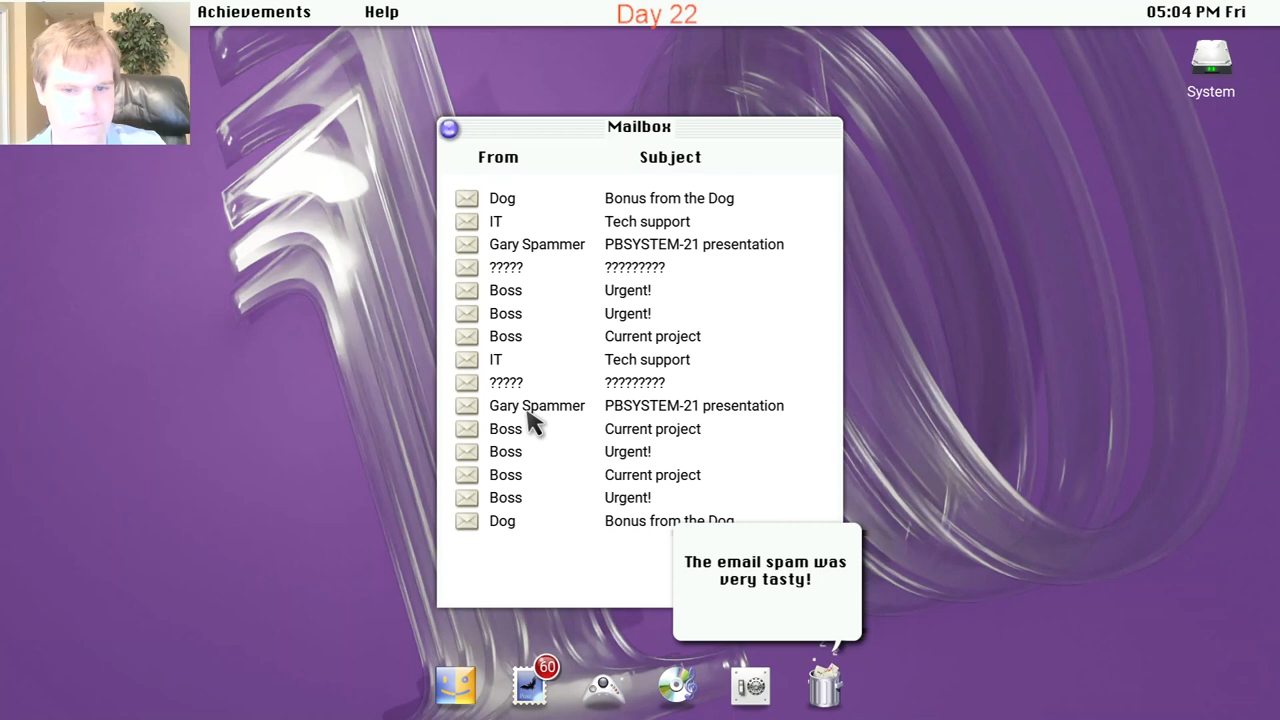 Achievements Help Day 22 05:04 PM Fri
System
Mailbox
From Subject
Dog Bonus from the Dog
IT Tech support
Gary Spammer PBSYSTEM-21 presentation
????? ?????????
Boss Urgent!
Boss Urgent!
Boss Current project
IT Tech support
????? ?????????
Gary Spammer PBSYSTEM-21 presentation
Boss Current project
Boss Urgent!
Boss Current project
Boss Urgent!
Dog Bonus from the Dog
The email spam was
very tasty!
60